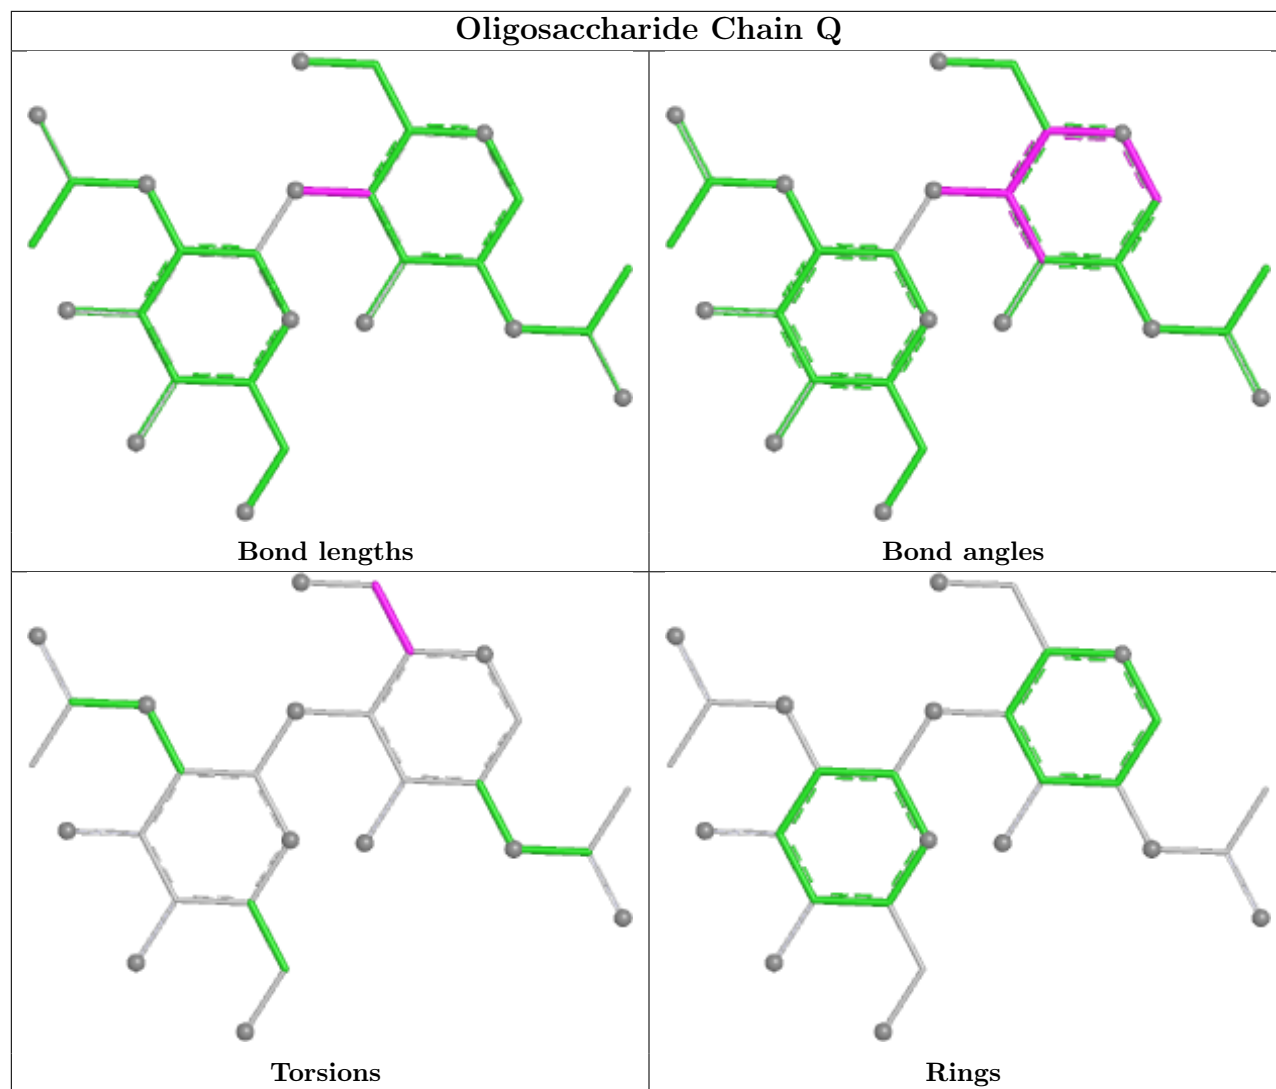 Oligosaccharide Chain Q
Bond lengths
Bond angles
Torsions
Rings